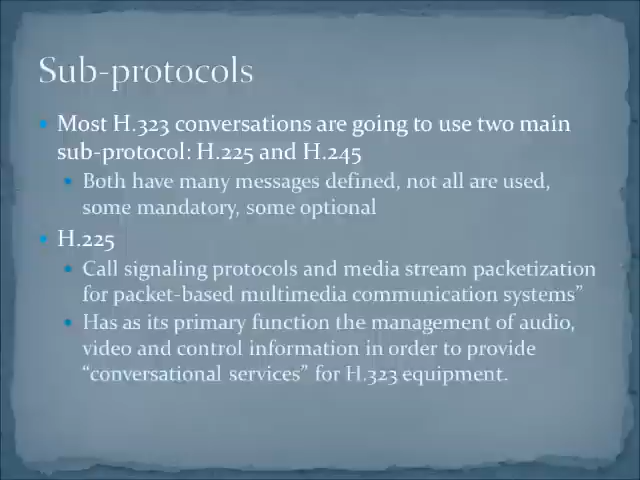 Sub-protocols
• Most H.323 conversations are going to use two main
sub-protocol: H.225 and H.245
• Both have many messages defined, not all are used,
some mandatory, some optional
• H.225
• Call signaling protocols and media stream packetization
for packet-based multimedia communication systems”
• Has as its primary function the management of audio,
video and control information in order to provide
“conversational services” for H.323 equipment.